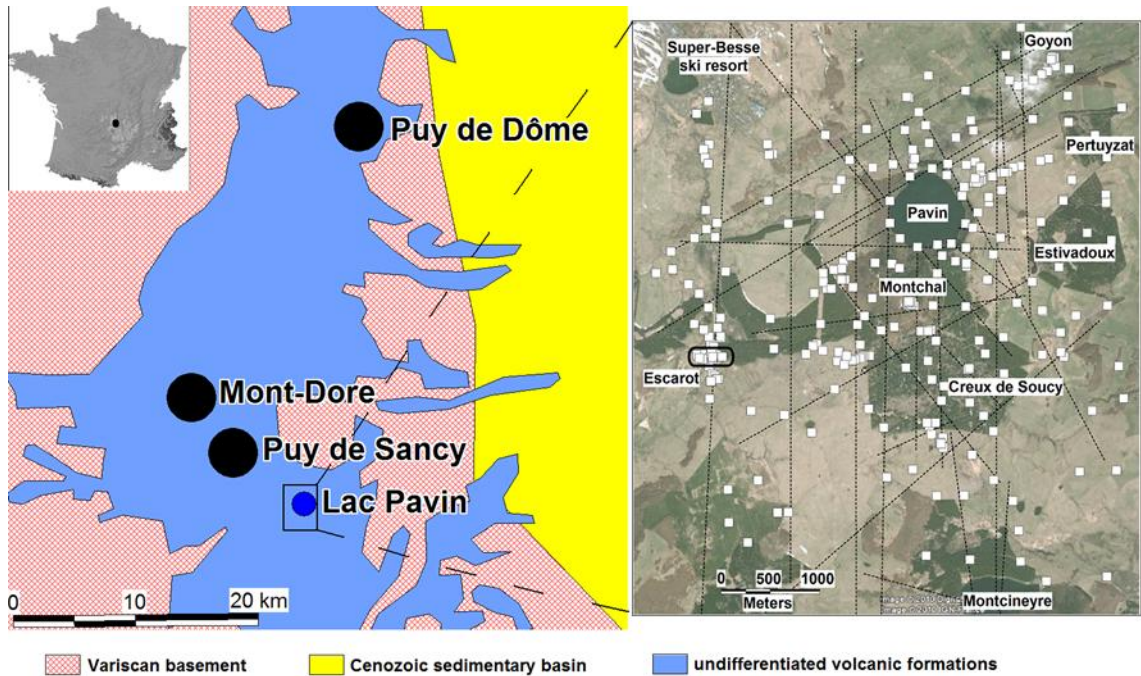 Puy de Dôme
Mont-Dore
Puy de Sancy
Lac Pavin
0 10 20 km
Super-Besse
ski resort
Goyon
Pertuyzat
Pavin
Estivadoux
Montchal
Escarot
Creux de Soucy
0 500 1000
Meters
Montcineyre
Variscan basement
Cenozoic sedimentary basin
undifferentiated volcanic formations